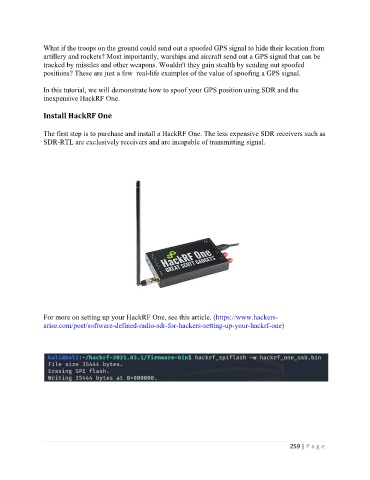 What if the troops on the ground could send out a spoofed GPS signal to hide their location from
artillery and rockets? Most importantly, warships and aircraft send out a GPS signal that can be
tracked by missiles and other weapons. Wouldn't they gain stealth by sending out spoofed
positions? These are just a few real-life examples of the value of spoofing a GPS signal.
In this tutorial, we will demonstrate how to spoof your GPS position using SDR and the
inexpensive HackRF One.
Install HackRF One
The first step is to purchase and install a HackRF One. The less expensive SDR receivers such as
SDR-RTL are exclusively receivers and are incapable of transmitting signal.
HackRF One
GREAT SCOTT GADGETS
For more on setting up your HackRF One, see this article. (https://www.hackers-
arise.com/post/software-defined-radio-sdr-for-hackers-setting-up-your-hackrf-one)
kali@kali:~/hackrf-2021.03.1/firmware-bin$ hackrf_spiflash -w hackrf_one_usb.bin
File size 35444 bytes.
Erasing SPI flash.
Writing 35444 bytes at 0×000000.
259 | Page